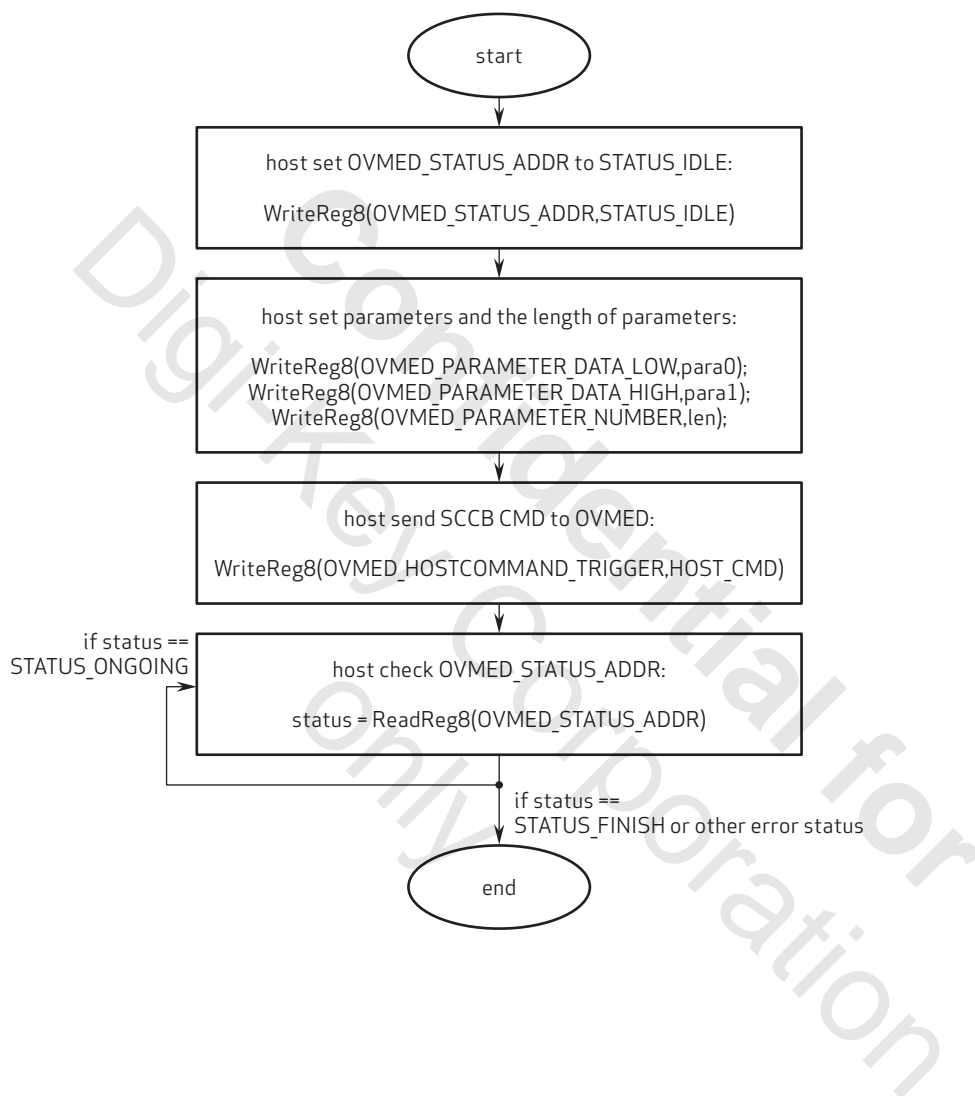 start
host set OVMED_STATUS_ADDR to STATUS_IDLE:
WriteReg8(OVMED_STATUS_ADDR,STATUS_IDLE)
host set parameters and the length of parameters:
WriteReg8(OVMED_PARAMETER_DATA_LOW,para0);
WriteReg8(OVMED_PARAMETER_DATA_HIGH,para1);
WriteReg8(OVMED_PARAMETER_NUMBER,len);
host send SCCB CMD to OVMED:
WriteReg8(OVMED_HOSTCOMMAND_TRIGGER,HOST_CMD)
if status ==
STATUS_ONGOING
host check OVMED_STATUS_ADDR:
status = ReadReg8(OVMED_STATUS_ADDR)
if status ==
STATUS_FINISH or other error status
end
Confidential for
Digi-Key Corporation
only